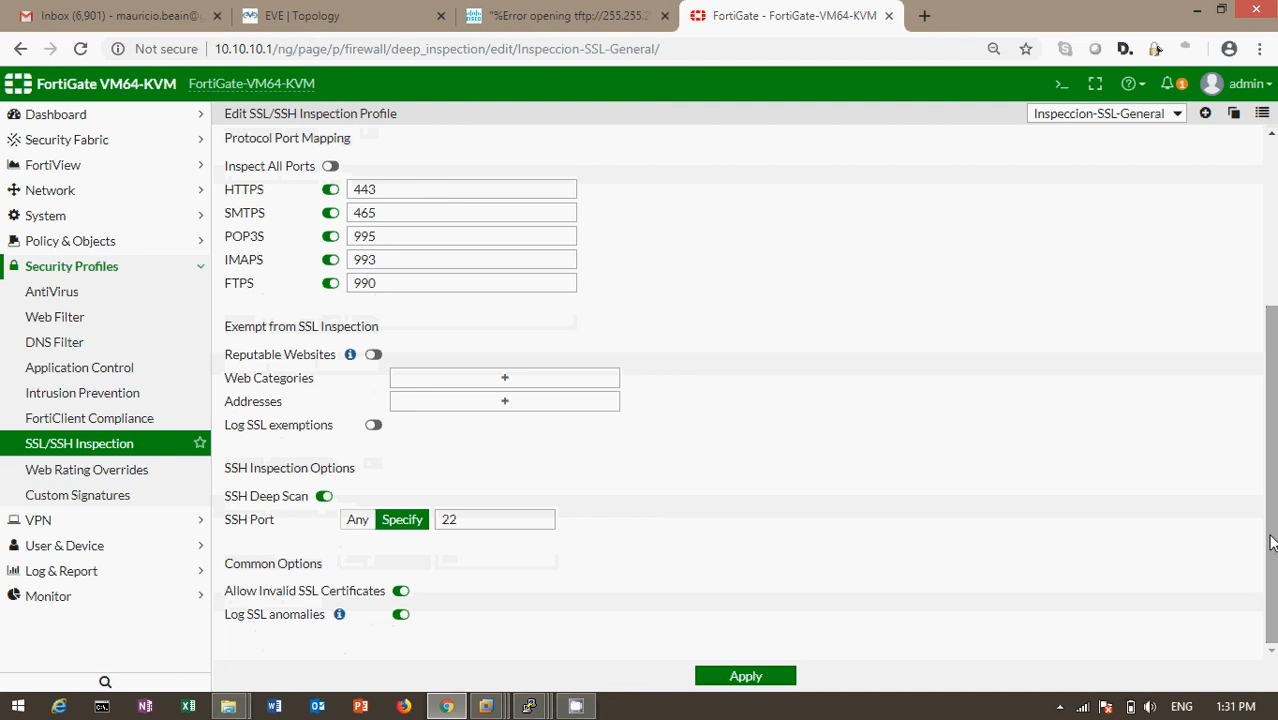 Inbox (6,901) - mauricio.beain@
EVE | Topology
"%Error opening tftp://255.255.2
FortiGate - FortiGate-VM64-KVM
Not secure 10.10.10.1/ng/page/p/firewall/deep_inspection/edit/Inspeccion-SSL-General/
FortiGate VM64-KVM FortiGate-VM64-KVM
1 admin
Dashboard
Security Fabric
FortiView
Network
System
Policy & Objects
Security Profiles
AntiVirus
Web Filter
DNS Filter
Application Control
Intrusion Prevention
FortiClient Compliance
SSL/SSH Inspection
Web Rating Overrides
Custom Signatures
VPN
User & Device
Log & Report
Monitor
Edit SSL/SSH Inspection Profile
Inspeccion-SSL-General
Protocol Port Mapping
Inspect All Ports
HTTPS 443
SMTPS 465
POP3S 995
IMAPS 993
FTPS 990
Exempt from SSL Inspection
Reputable Websites
Web Categories +
Addresses +
Log SSL exemptions
SSH Inspection Options
SSH Deep Scan
SSH Port Any Specify 22
Common Options
Allow Invalid SSL Certificates
Log SSL anomalies
Apply
ENG 1:31 PM